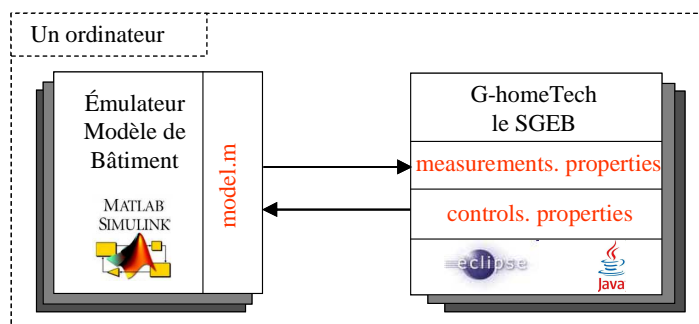 Un ordinateur
Émulateur
Modèle de
Bâtiment
MATLAB
SIMULINK®
model.m
G-homeTech
le SGEB
measurements. properties
controls. properties
eclipse
Java